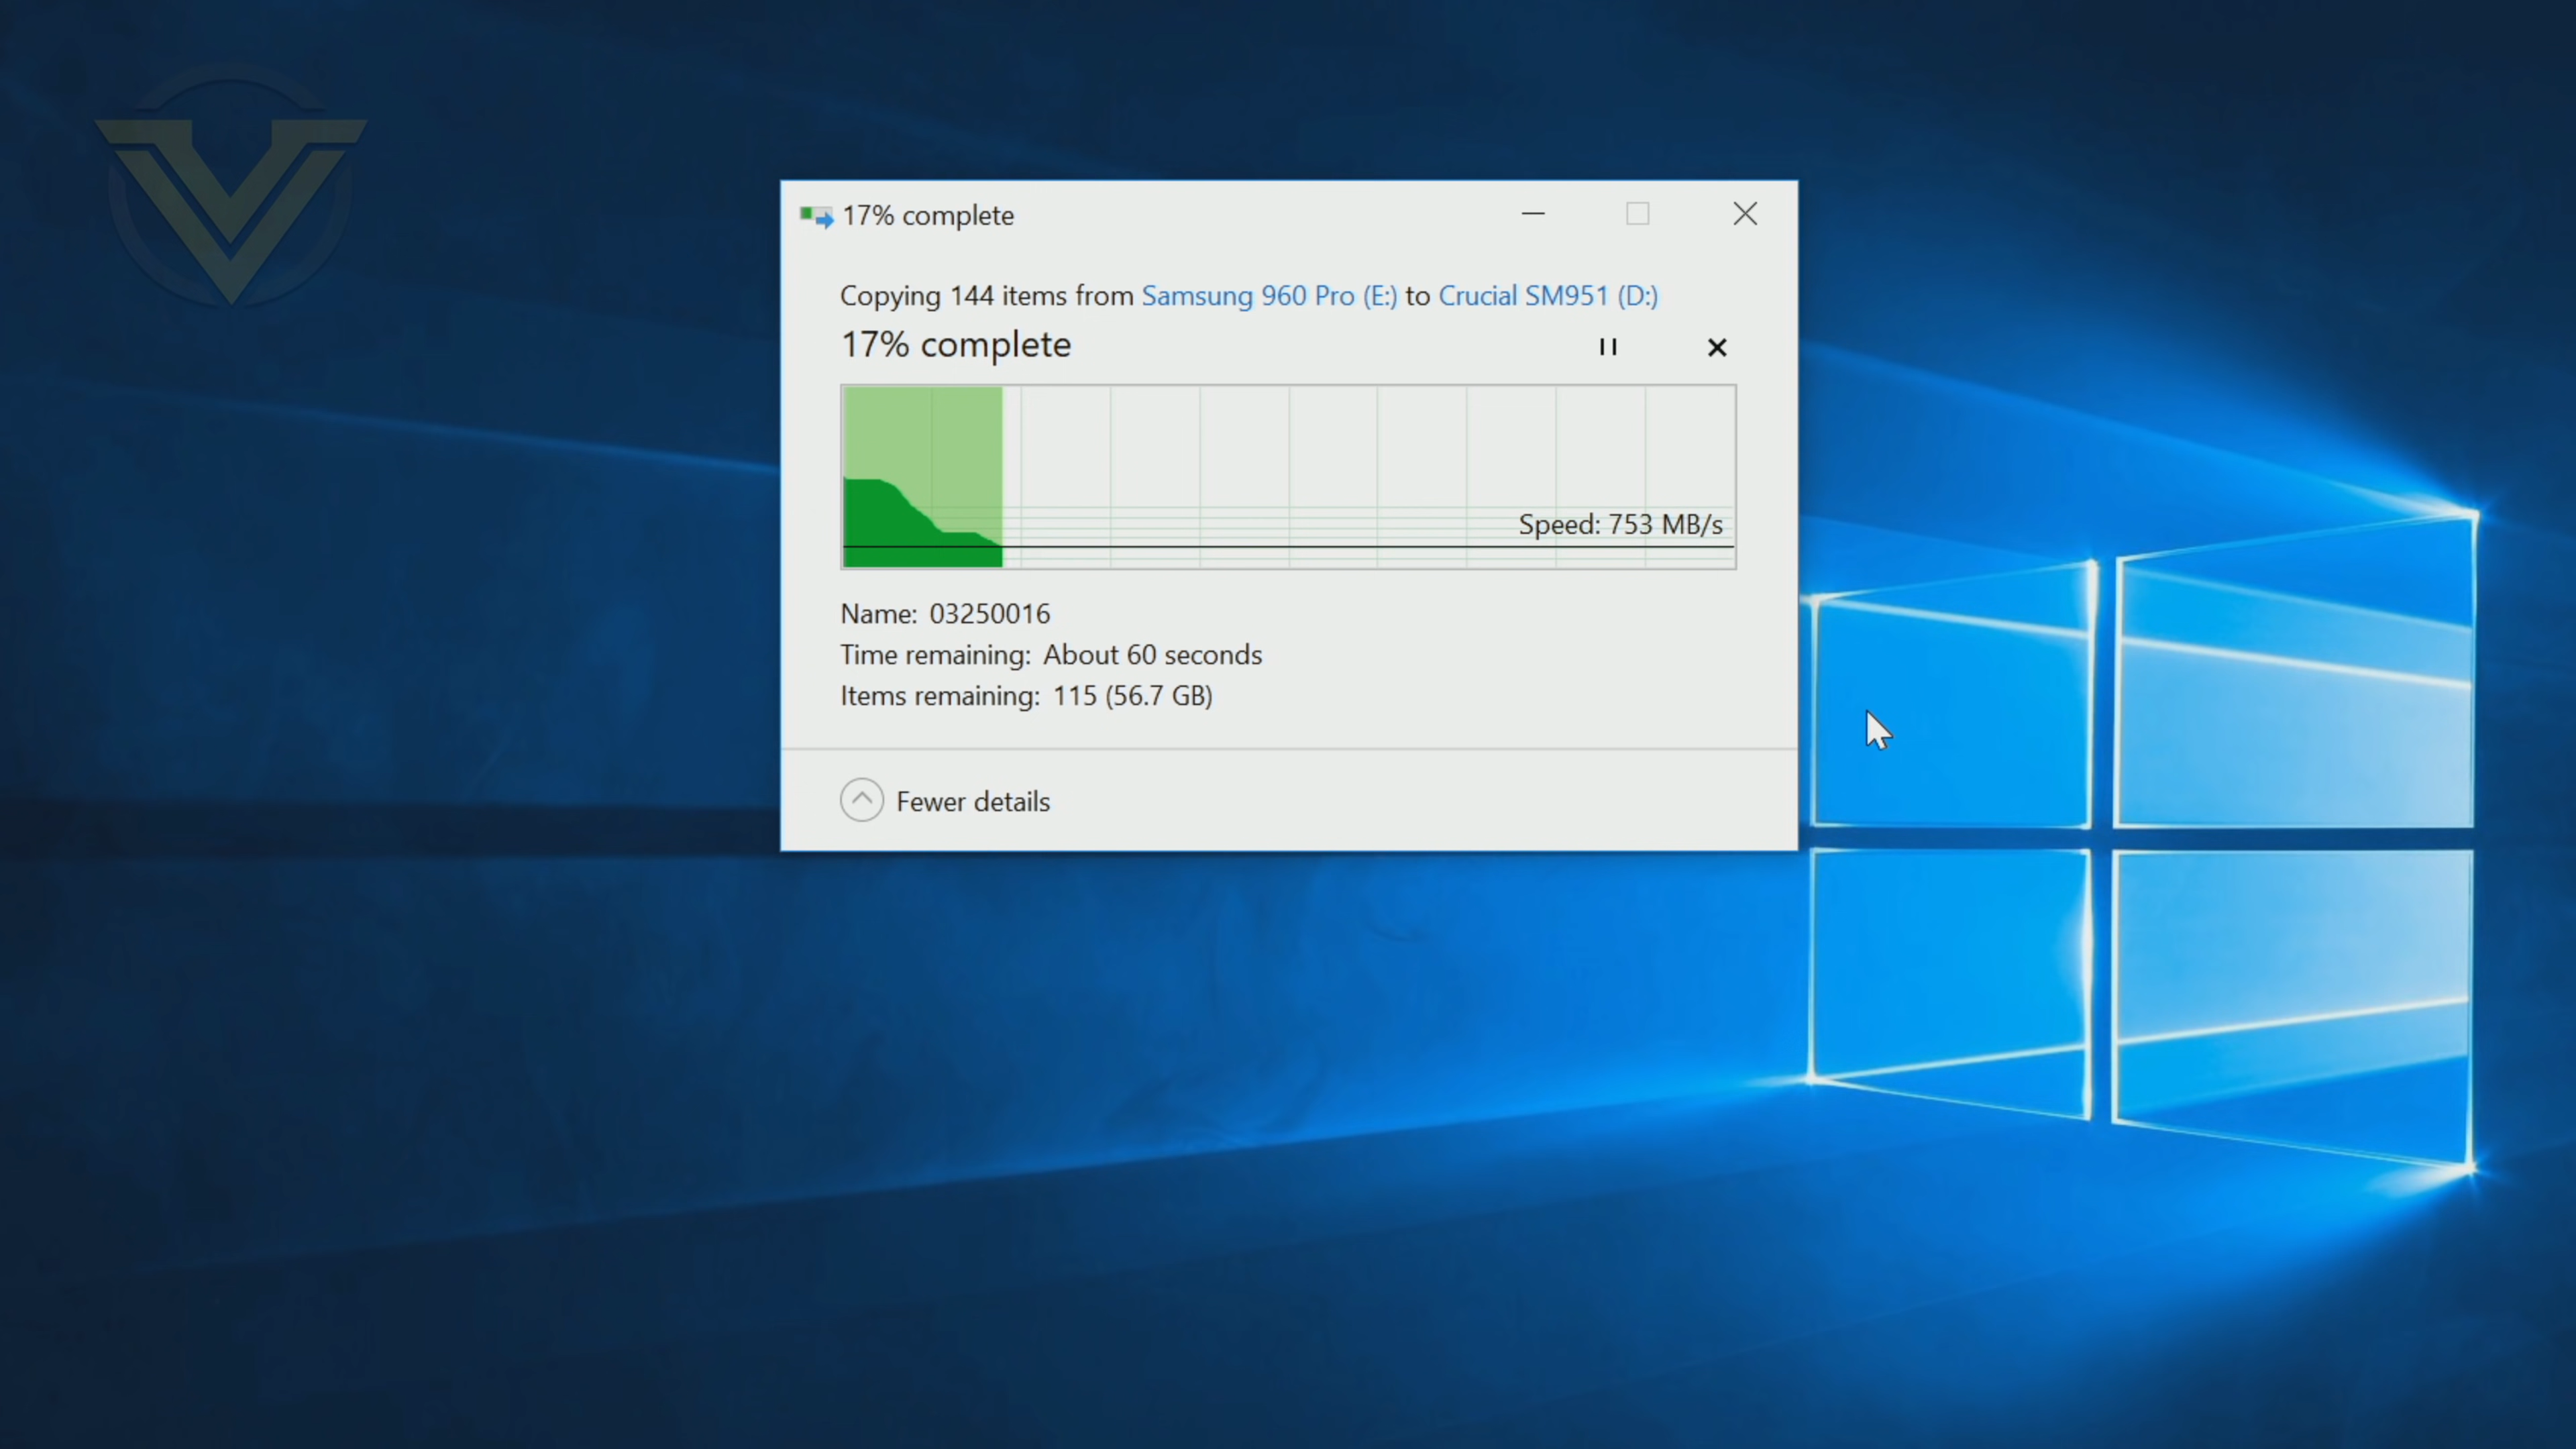 17% complete
Copying 144 items from Samsung 960 Pro (E:) to Crucial SM951 (D:)
17% complete
Speed: 753 MB/s
Name: 03250016
Time remaining: About 60 seconds
Items remaining: 115 (56.7 GB)
Fewer details